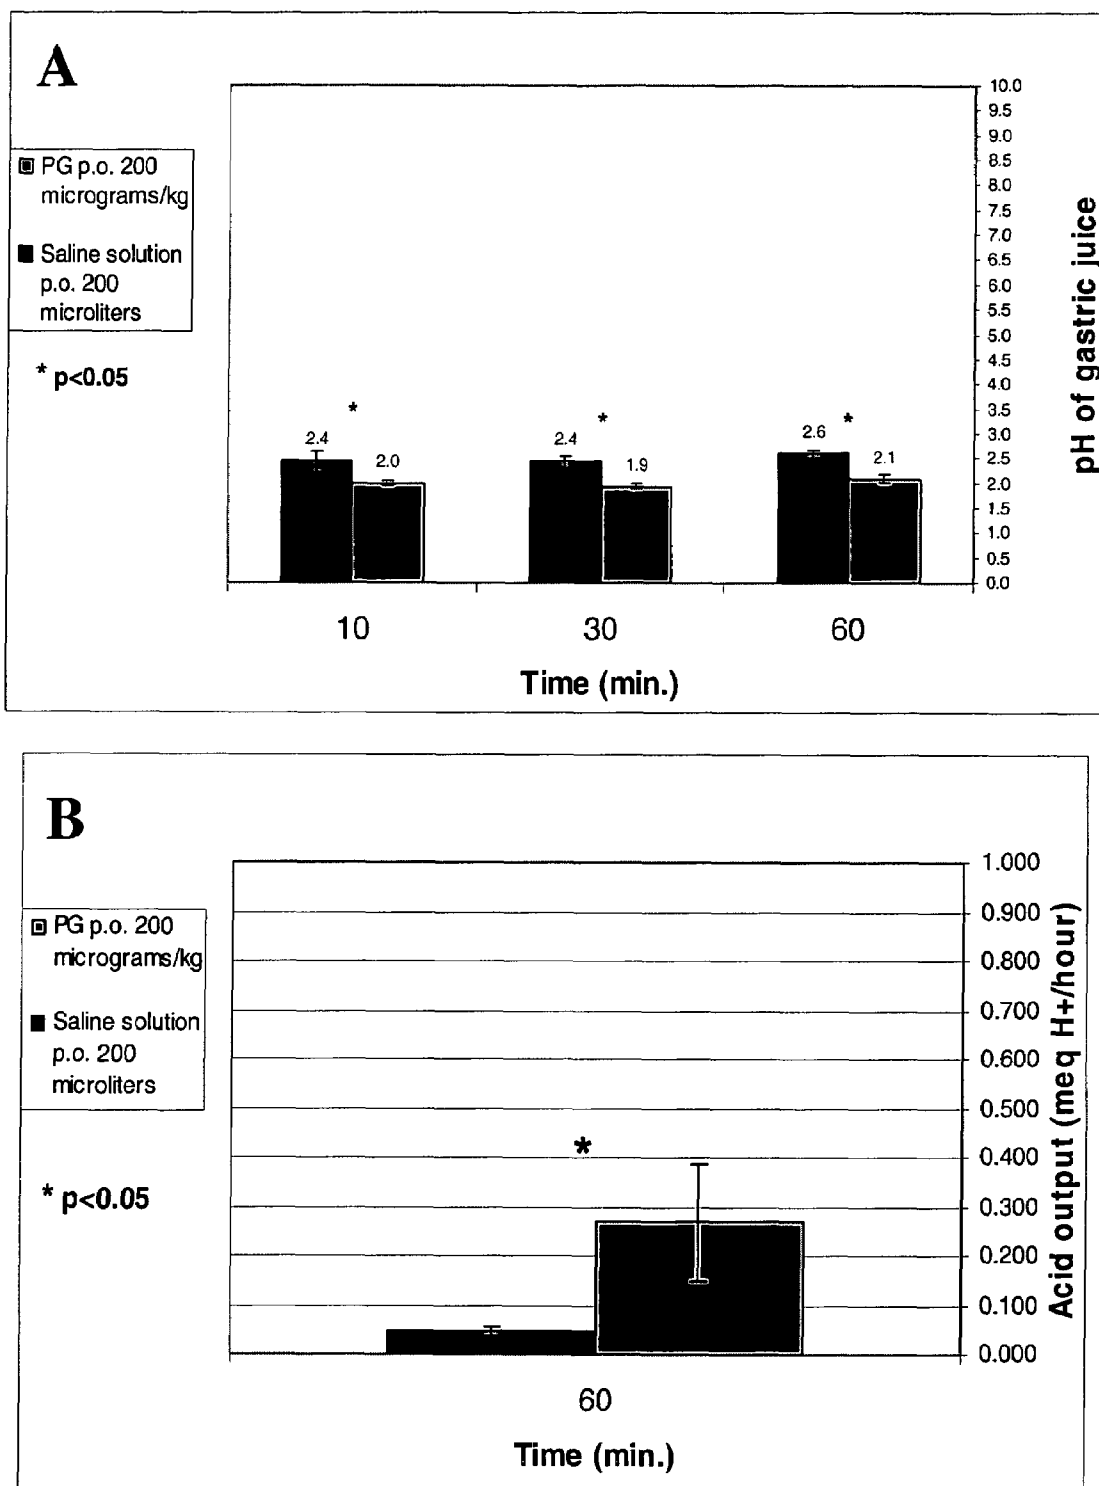 A
PG p.o. 200
micrograms/kg
Saline solution
p.o. 200
microliters
* p<0.05
10.0
9.5
9.0
8.5
8.0
7.5
7.0
6.5
6.0
5.5
5.0
4.5
4.0
3.5
3.0
2.5
2.0
1.5
1.0
0.5
0.0
pH of gastric juice
*
*
*
2.4
2.0
2.4
1.9
2.6
2.1
10
30
60
Time (min.)
B
PG p.o. 200
micrograms/kg
Saline solution
p.o. 200
microliters
* p<0.05
1.000
0.900
0.800
0.700
0.600
0.500
0.400
0.300
0.200
0.100
0.000
Acid output (meq H+/hour)
*
60
Time (min.)